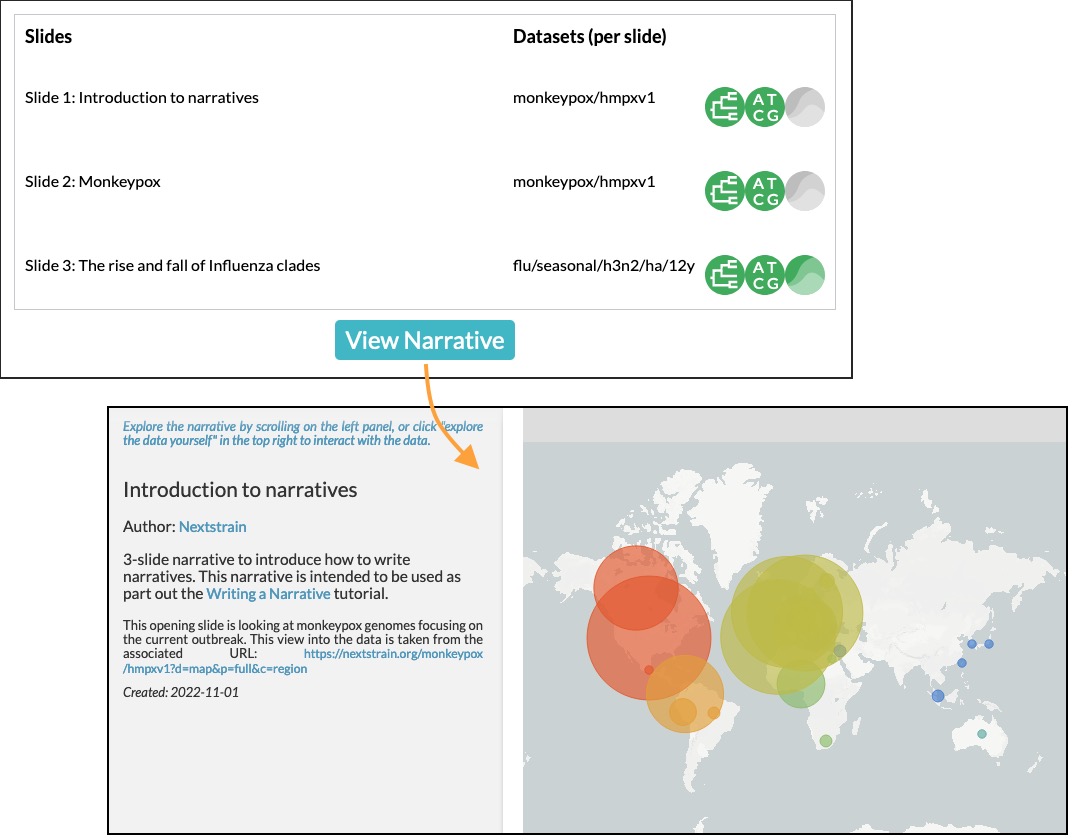 Slides Datasets (per slide)
Slide 1: Introduction to narratives monkeypox/hmpxv1 A T C G
Slide 2: Monkeypox monkeypox/hmpxv1 A T C G
Slide 3: The rise and fall of Influenza clades flu/seasonal/h3n2/ha/12y A T C G
View Narrative
Explore the narrative by scrolling on the left panel, or click "explore
the data yourself" in the top right to interact with the data.
Introduction to narratives
Author: Nextstrain
3-slide narrative to introduce how to write
narratives. This narrative is intended to be used as
part out the Writing a Narrative tutorial.
This opening slide is looking at monkeypox genomes focusing on
the current outbreak. This view into the data is taken from the
associated URL: https://nextstrain.org/monkeypox
/hmpxv1?d=map&p=full&c=region
Created: 2022-11-01